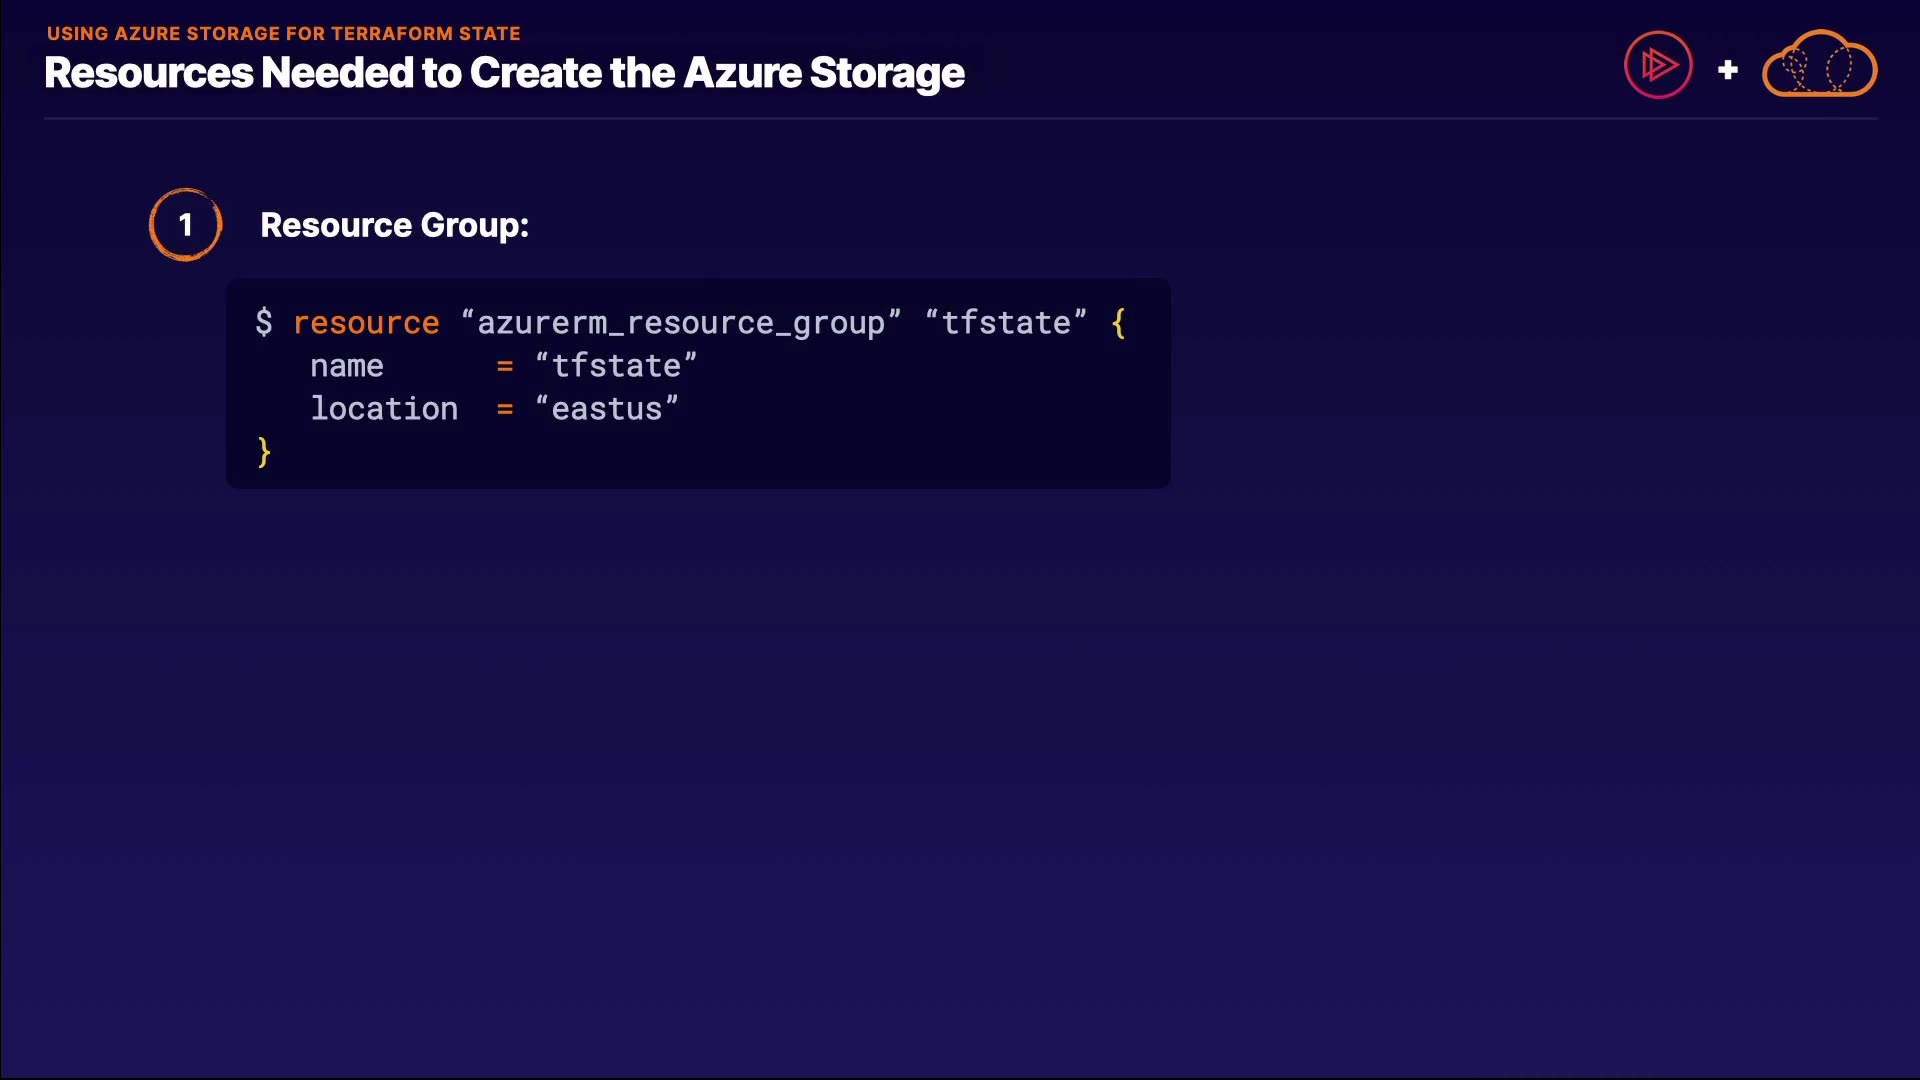 USING AZURE STORAGE FOR TERRAFORM STATE
Resources Needed to Create the Azure Storage
+
1
Resource Group:
$ resource “azurerm_resource_group” “tfstate” {
name = “tfstate”
location = “eastus”
}